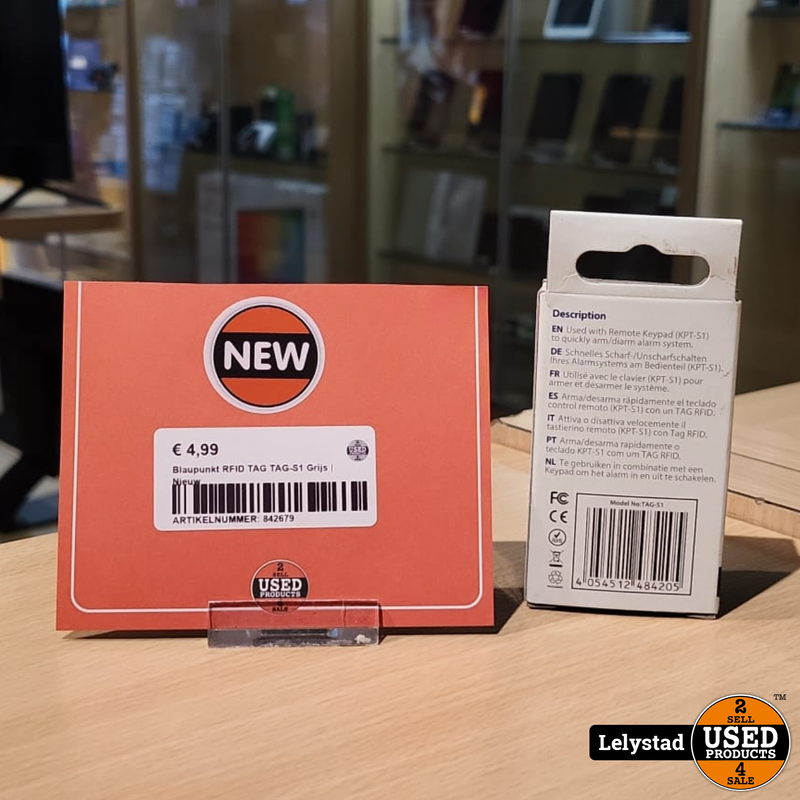 NEW
€ 4,99
Blaupunkt RFID TAG TAG-S1 Grijs |
Nieuw
ARTIKELNUMMER: 842679
2
SELL
USED
PRODUCTS
4
SALE
Description
EN Used with Remote Keypad (KPT-S1)
to quickly arm/diarm alarm system.
DE Schnelles Scharf-/Unscharfschalten
Ihres Alarmsystems am Bedienteil (KPT-S1).
FR Utilisé avec le clavier (KPT-S1) pour
armer et désarmer le système.
ES Arma/desarma rápidamente el teclado
control remoto (KPT-S1) con un TAG RFID.
IT Attiva o disattiva velocemente il
tastierino remoto (KPT-S1) con Tag RFID.
PT Arma/desarma rapidamente o
teclado KPT-S1 com um TAG RFID.
NL Te gebruiken in combinatie met een
Keypad om het alarm in en uit te schakelen.
FC
CE
Model No:TAG-S1
4 054512 484205
Lelystad
2
SELL
USED
PRODUCTS
4
SALE
TM